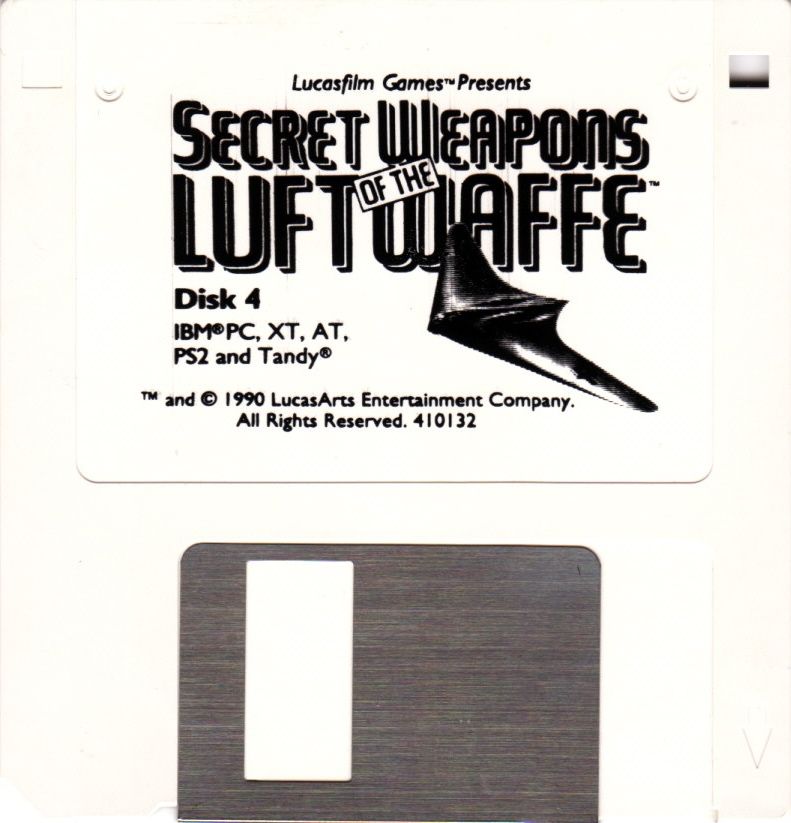 Lucasfilm Games™ Presents
SECRET WEAPONS
OF THE
LUFTWAFFE™
Disk 4
IBM® PC, XT, AT,
PS2 and Tandy®
™ and © 1990 LucasArts Entertainment Company.
All Rights Reserved. 410132